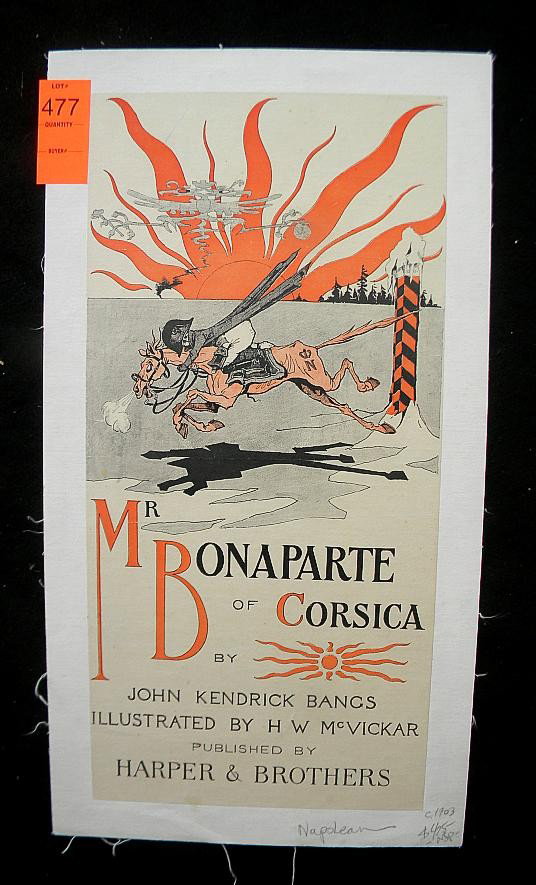 LOT#
477
QUANTITY
BUYER#
MR
BONAPARTE
OF CORSICA
BY
JOHN KENDRICK BANGS
ILLUSTRATED BY H W McVICKAR
PUBLISHED BY
HARPER & BROTHERS
Napolean
c.1903